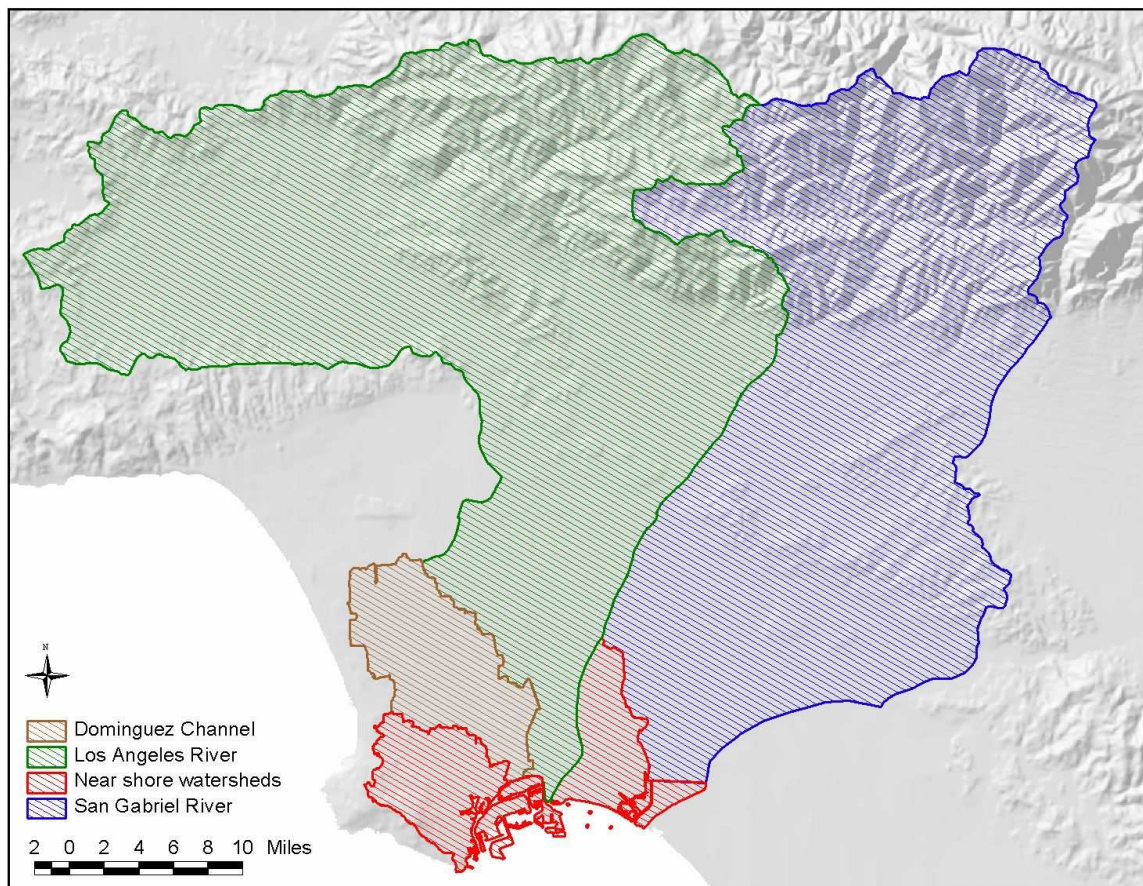 N
Dominguez Channel
Los Angeles River
Near shore watersheds
San Gabriel River
2 0 2 4 6 8 10 Miles